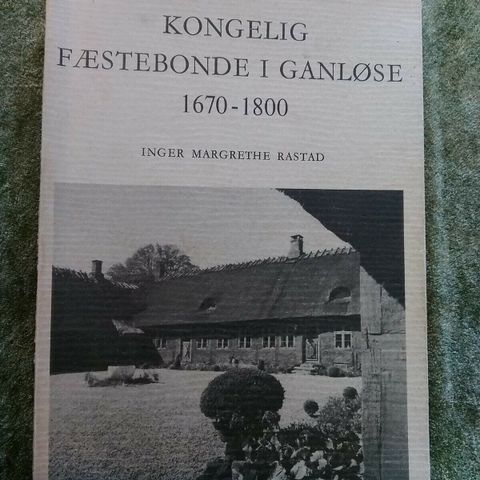 KONGELIG
FÆSTEBONDE I GANLØSE
1670-1800
INGER MARGRETHE RASTAD